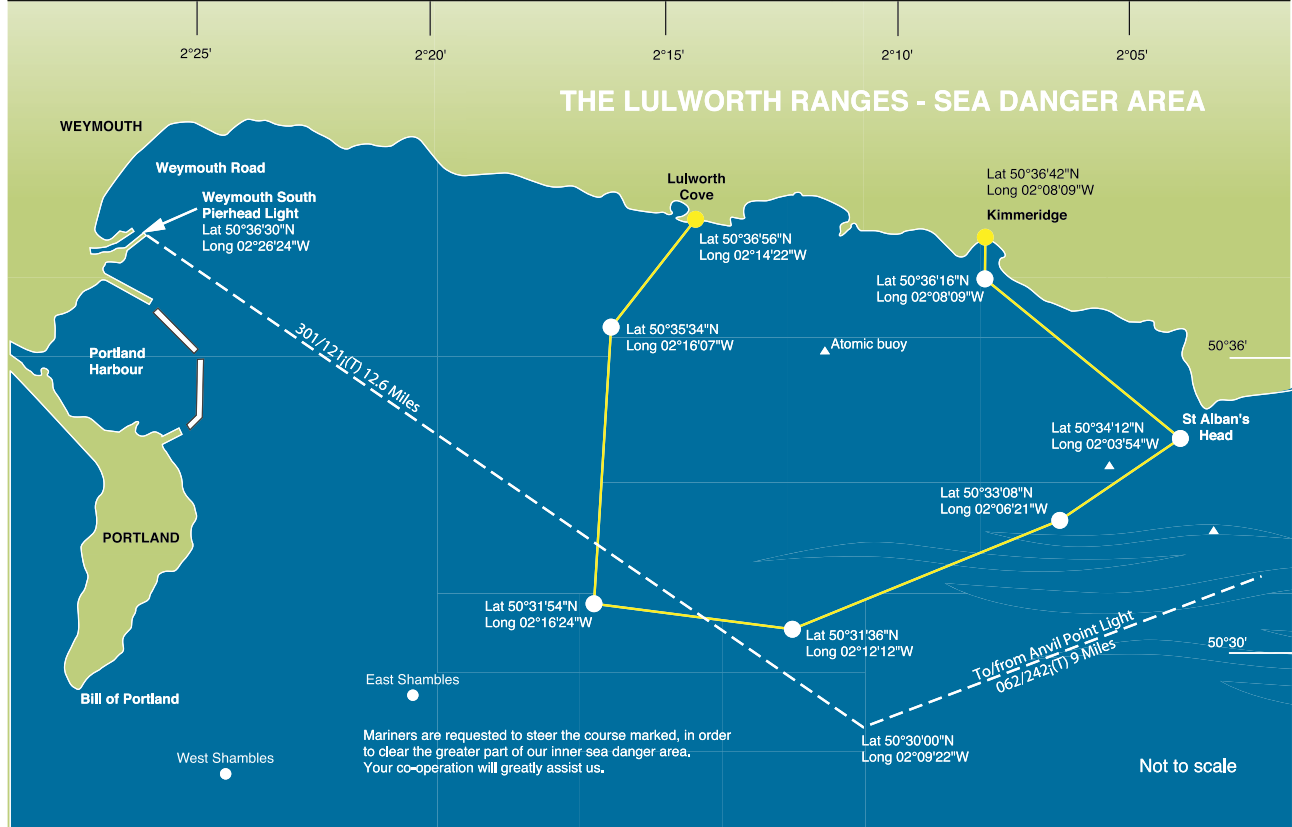 2°25'
2°20'
2°15'
2°10'
2°05'
THE LULWORTH RANGES - SEA DANGER AREA
WEYMOUTH
Weymouth Road
Weymouth South
Pierhead Light
Lat 50°36'30"N
Long 02°26'24"W
Lulworth
Cove
Lat 50°36'56"N
Long 02°14'22"W
Lat 50°36'42"N
Long 02°08'09"W
Kimmeridge
Lat 50°36'16"N
Long 02°08'09"W
Lat 50°35'34"N
Long 02°16'07"W
Atomic buoy
50°36'
301/121¡(T) 12.6 Miles
Portland
Harbour
St Alban's
Head
Lat 50°34'12"N
Long 02°03'54"W
Lat 50°33'08"N
Long 02°06'21"W
PORTLAND
Lat 50°31'54"N
Long 02°16'24"W
Lat 50°31'36"N
Long 02°12'12"W
To/from Anvil Point Light
062/242¡(T) 9 Miles
50°30'
Bill of Portland
East Shambles
West Shambles
Mariners are requested to steer the course marked, in order
to clear the greater part of our inner sea danger area.
Your co-operation will greatly assist us.
Lat 50°30'00"N
Long 02°09'22"W
Not to scale